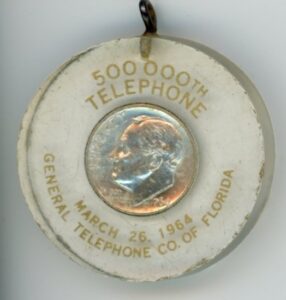 500 000TH
TELEPHONE
MARCH 26, 1964
GENERAL TELEPHONE CO. OF FLORIDA